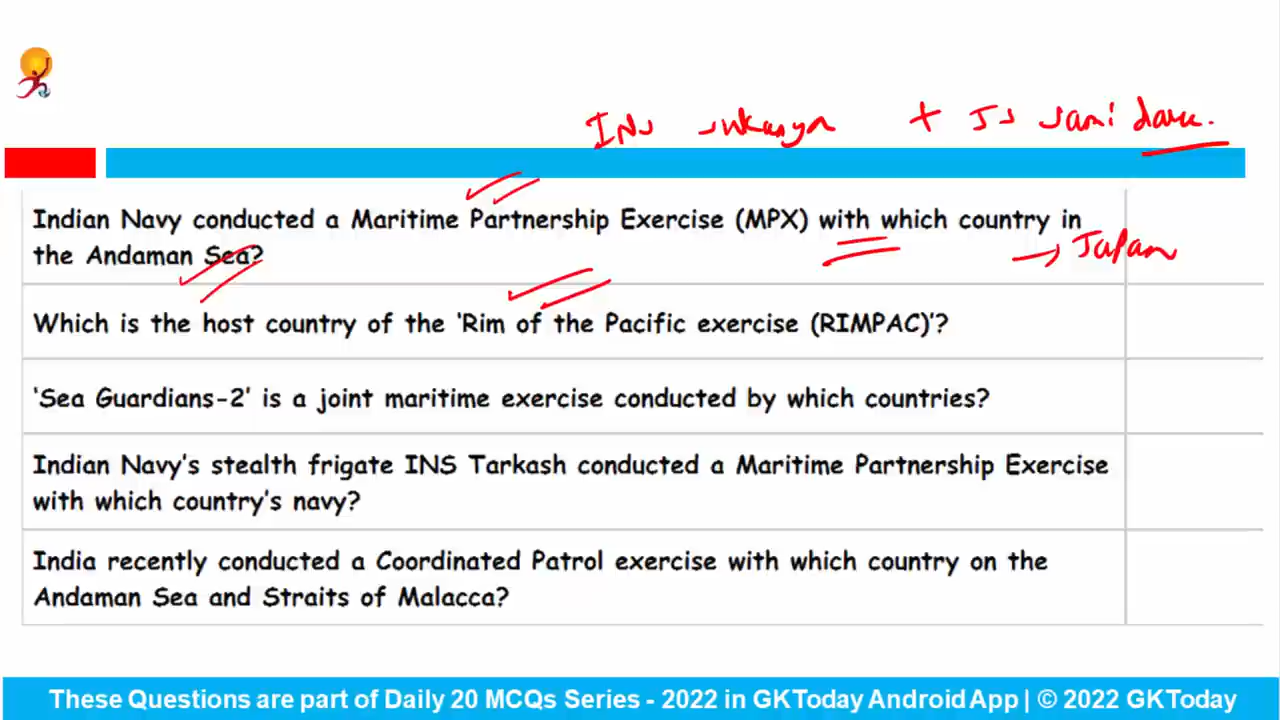 INS sukanya + JS Samidare.
Indian Navy conducted a Maritime Partnership Exercise (MPX) with which country in
the Andaman Sea?
→ Japan
Which is the host country of the ‘Rim of the Pacific exercise (RIMPAC)’?
‘Sea Guardians-2’ is a joint maritime exercise conducted by which countries?
Indian Navy’s stealth frigate INS Tarkash conducted a Maritime Partnership Exercise
with which country’s navy?
India recently conducted a Coordinated Patrol exercise with which country on the
Andaman Sea and Straits of Malacca?
These Questions are part of Daily 20 MCQs Series - 2022 in GKToday Android App | © 2022 GKToday